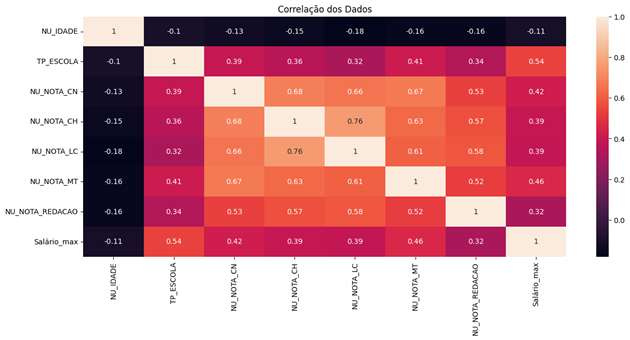 Correlação dos Dados
NU_IDADE 1 -0.1 -0.13 -0.15 -0.18 -0.16 -0.16 -0.11
TP_ESCOLA -0.1 1 0.39 0.36 0.32 0.41 0.34 0.54
NU_NOTA_CN -0.13 0.39 1 0.68 0.66 0.67 0.53 0.42
NU_NOTA_CH -0.15 0.36 0.68 1 0.76 0.63 0.57 0.39
NU_NOTA_LC -0.18 0.32 0.66 0.76 1 0.61 0.58 0.39
NU_NOTA_MT -0.16 0.41 0.67 0.63 0.61 1 0.52 0.46
NU_NOTA_REDACAO -0.16 0.34 0.53 0.57 0.58 0.52 1 0.32
Salário_max -0.11 0.54 0.42 0.39 0.39 0.46 0.32 1
NU_IDADE
TP_ESCOLA
NU_NOTA_CN
NU_NOTA_CH
NU_NOTA_LC
NU_NOTA_MT
NU_NOTA_REDACAO
Salário_max
1.0
0.8
0.6
0.4
0.2
0.0